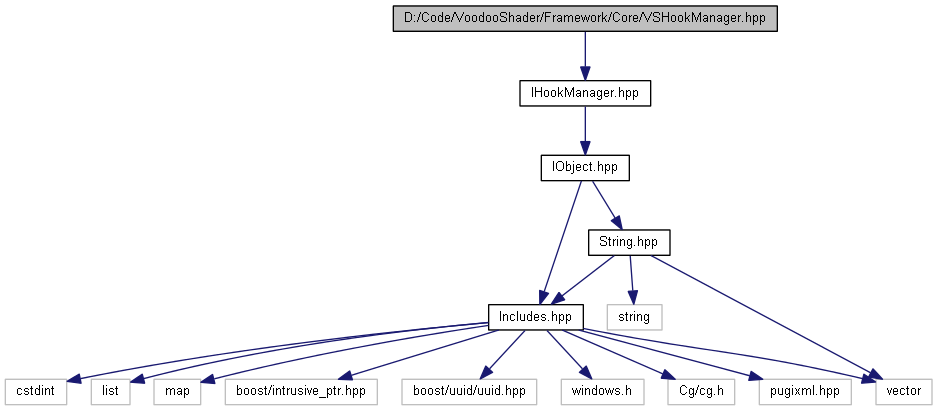 D:/Code/VoodooShader/Framework/Core/VSHookManager.hpp
IHookManager.hpp
IObject.hpp
String.hpp
Includes.hpp
string
cstdint
list
map
boost/intrusive_ptr.hpp
boost/uuid/uuid.hpp
windows.h
Cg/cg.h
pugixml.hpp
vector